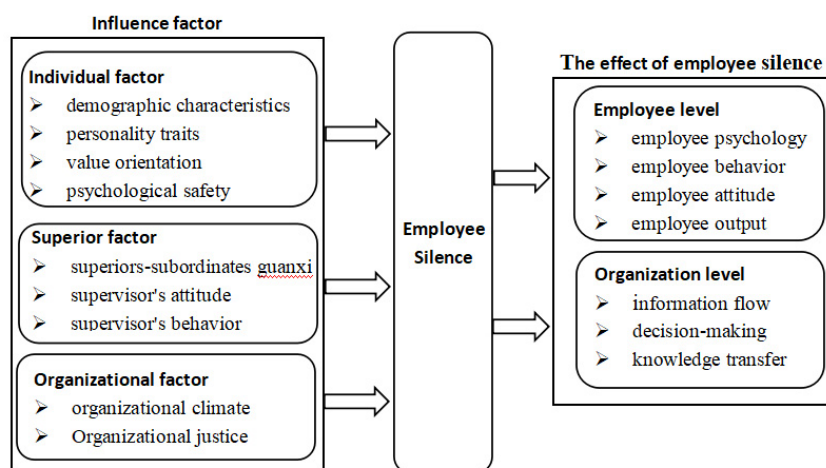 Influence factor
Individual factor
➢ demographic characteristics
➢ personality traits
➢ value orientation
➢ psychological safety
Superior factor
➢ superiors-subordinates guanxi
➢ supervisor's attitude
➢ supervisor's behavior
Organizational factor
➢ organizational climate
➢ Organizational justice
Employee
Silence
The effect of employee silence
Employee level
➢ employee psychology
➢ employee behavior
➢ employee attitude
➢ employee output
Organization level
➢ information flow
➢ decision-making
➢ knowledge transfer